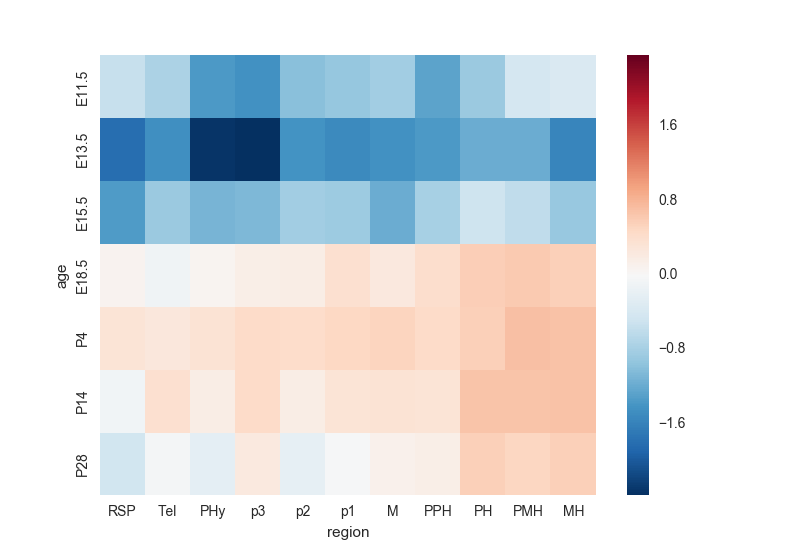 E11.5
E13.5
E15.5
E18.5
P4
P14
P28
age
RSP Tel PHy p3 p2 p1 M PPH PH PMH MH
region
1.6
0.8
0.0
−0.8
−1.6